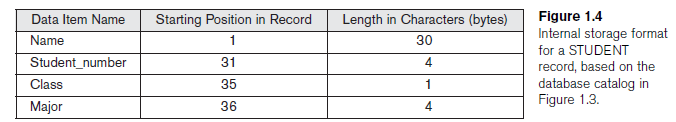 Data Item Name Starting Position in Record Length in Characters (bytes)
Name 1 30
Student_number 31 4
Class 35 1
Major 36 4
Figure 1.4
Internal storage format
for a STUDENT
record, based on the
database catalog in
Figure 1.3.